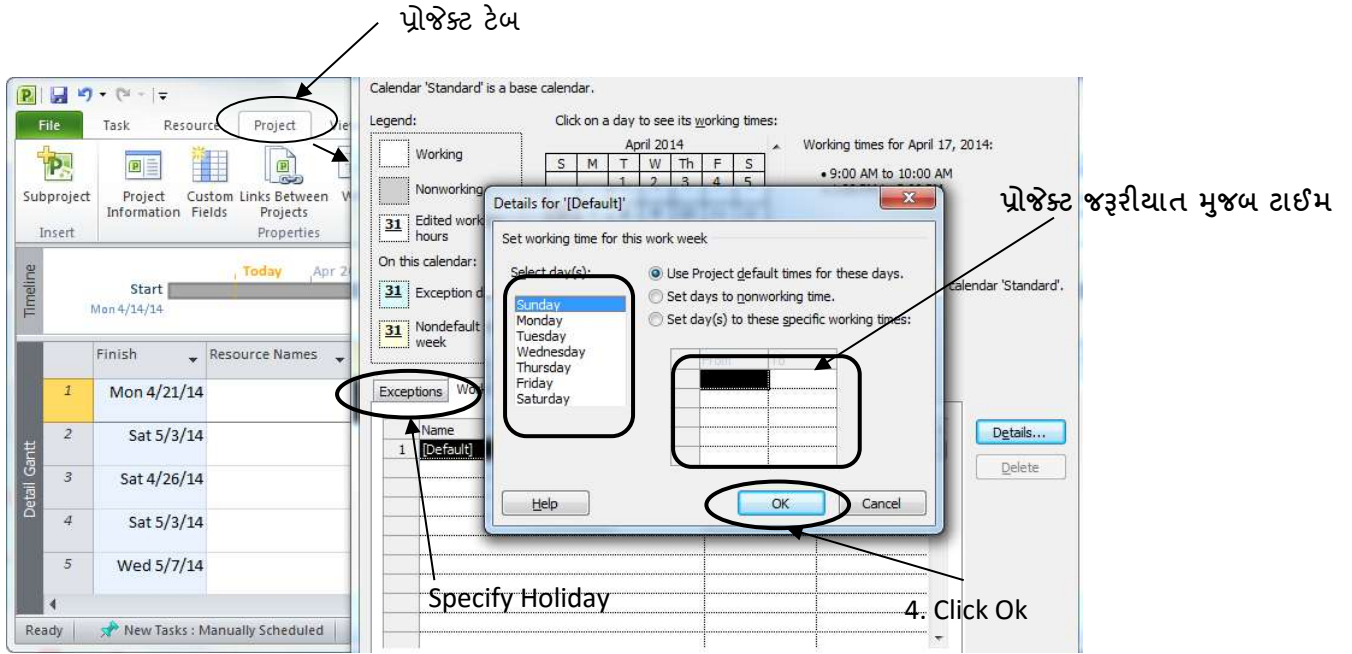 પ્રોજેક્ટ ટેબ
File Task Resource Project
Subproject
Project Information
Custom Fields
Links Between Projects
Insert
Properties
Timeline
Today
Start
Mon 4/14/14
Detail Gantt
Finish Resource Names
1 Mon 4/21/14
2 Sat 5/3/14
3 Sat 4/26/14
4 Sat 5/3/14
5 Wed 5/7/14
Ready New Tasks : Manually Scheduled
Calendar 'Standard' is a base calendar.
Legend:
Working
Nonworking
31 Edited work
hours
On this calendar:
31 Exception d
31 Nondefault
week
Click on a day to see its working times:
April 2014
S M T W Th F S
1 2 3 4 5
Working times for April 17, 2014:
• 9:00 AM to 10:00 AM
calendar 'Standard'.
Exceptions
Name
1 [Default]
Details...
Delete
Details for '[Default]'
Set working time for this work week
Select day(s):
Sunday
Monday
Tuesday
Wednesday
Thursday
Friday
Saturday
Use Project default times for these days.
Set days to nonworking time.
Set day(s) to these specific working times:
From To
Help OK Cancel
પ્રોજેક્ટ જરૂરીયાત મુજબ ટાઈમ
Specify Holiday
4. Click Ok